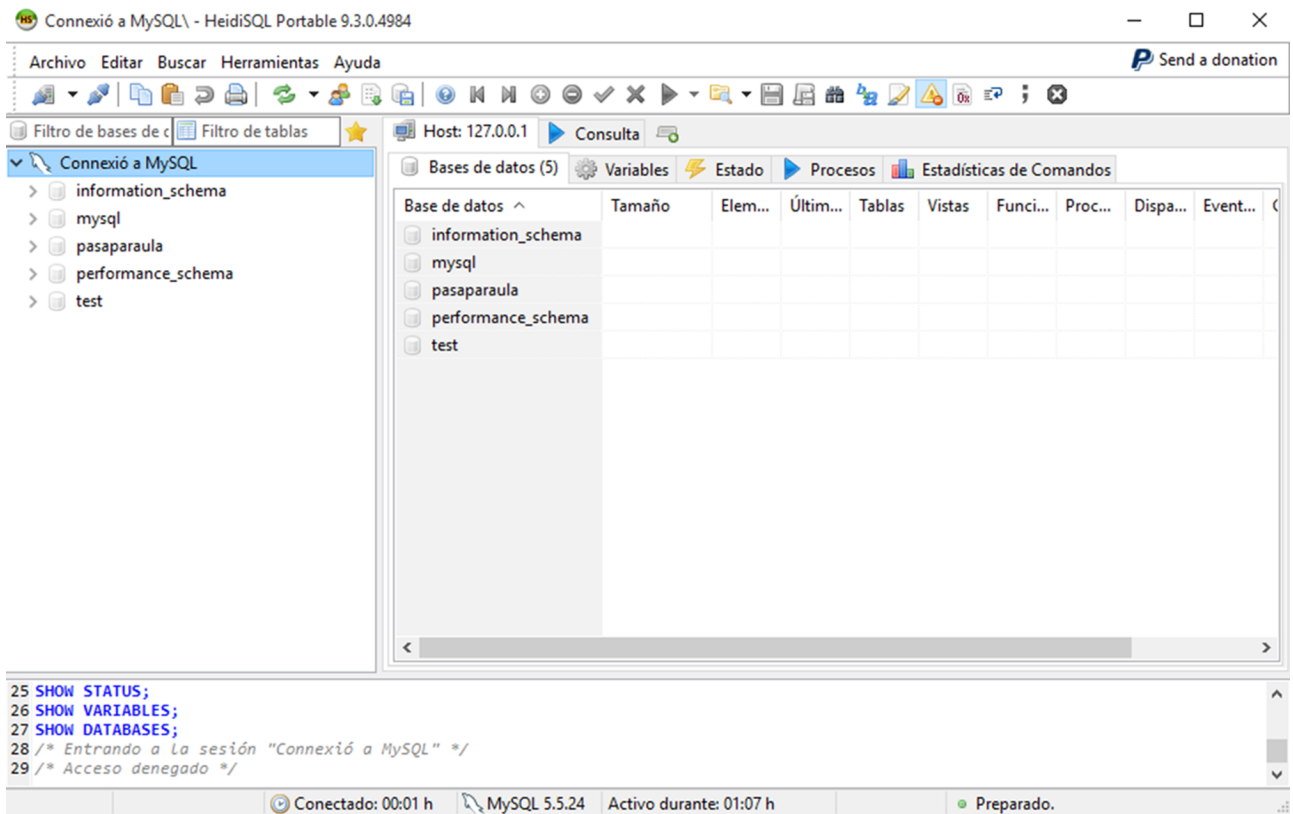 Connexió a MySQL\ - HeidiSQL Portable 9.3.0.4984
Archivo Editar Buscar Herramientas Ayuda Send a donation
Filtro de bases de c Filtro de tablas
Host: 127.0.0.1 Consulta
Connexió a MySQL
information_schema
mysql
pasaparaula
performance_schema
test
Bases de datos (5) Variables Estado Procesos Estadísticas de Comandos
Base de datos Tamaño Elem... Últim... Tablas Vistas Funci... Proc... Dispa... Event...
information_schema
mysql
pasaparaula
performance_schema
test
25 SHOW STATUS;
26 SHOW VARIABLES;
27 SHOW DATABASES;
28 /* Entrando a la sesión "Connexió a MySQL" */
29 /* Acceso denegado */
Conectado: 00:01 h MySQL 5.5.24 Activo durante: 01:07 h Preparado.